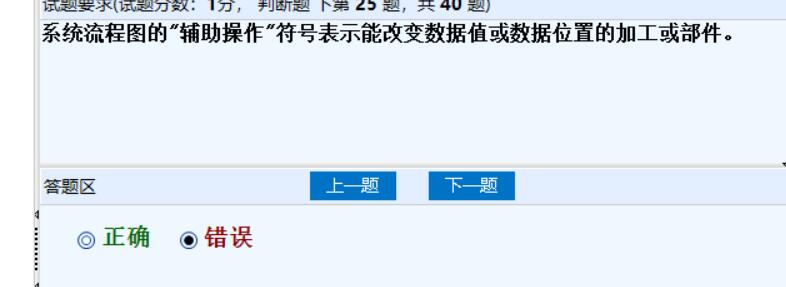 试题要求(试题分数：1分， 判断题 下第 25 题，共 40 题)
系统流程图的"辅助操作"符号表示能改变数据值或数据位置的加工或部件。
答题区
上一题
下一题
正确
错误